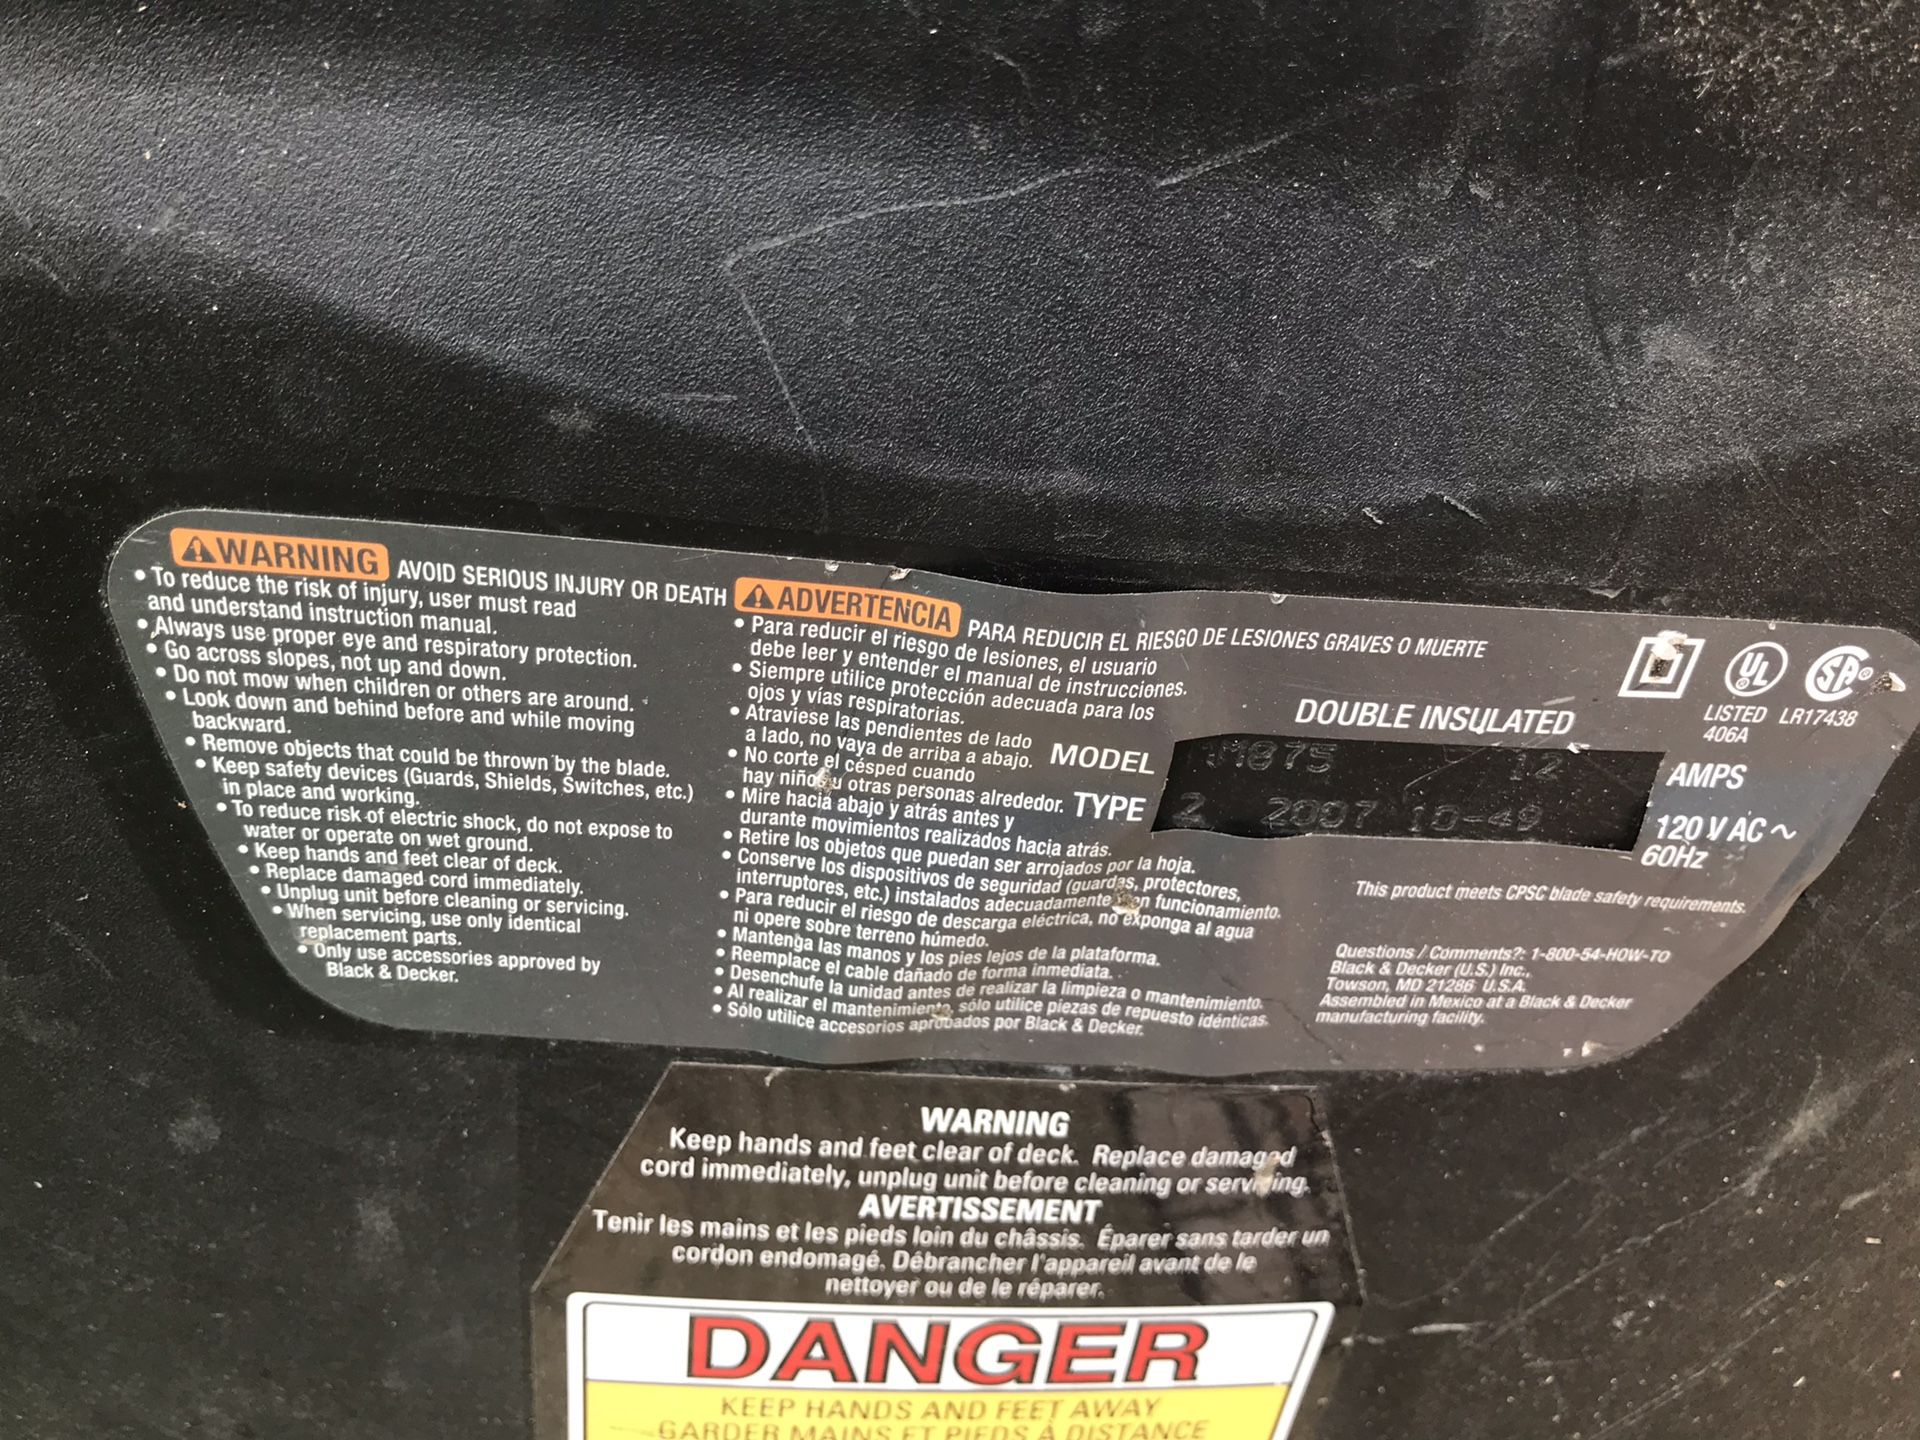 WARNING AVOID SERIOUS INJURY OR DEATH
• To reduce the risk of injury, user must read
and understand instruction manual.
• Always use proper eye and respiratory protection.
• Go across slopes, not up and down.
• Do not mow when children or others are around.
• Look down and behind before and while moving
backward.
• Remove objects that could be thrown by the blade.
• Keep safety devices (Guards, Shields, Switches, etc.)
in place and working.
• To reduce risk of electric shock, do not expose to
water or operate on wet ground.
• Keep hands and feet clear of deck.
• Replace damaged cord immediately.
• Unplug unit before cleaning or servicing.
• When servicing, use only identical
replacement parts.
• Only use accessories approved by
Black & Decker.
ADVERTENCIA PARA REDUCIR EL RIESGO DE LESIONES GRAVES O MUERTE
• Para reducir el riesgo de lesiones, el usuario
debe leer y entender el manual de instrucciones.
• Siempre utilice protección adecuada para los
ojos y vías respiratorias.
• Atraviese las pendientes de lado
a lado, no vaya de arriba a abajo.
• No corte el césped cuando
hay niños u otras personas alrededor.
• Mire hacia abajo y atrás antes y
durante movimientos realizados hacia atrás.
• Retire los objetos que puedan ser arrojados por la hoja.
• Conserve los dispositivos de seguridad (guardas, protectores,
interruptores, etc.) instalados adecuadamente en funcionamiento.
• Para reducir el riesgo de descarga eléctrica, no exponga al agua
ni opere sobre terreno húmedo.
• Mantenga las manos y los pies lejos de la plataforma.
• Reemplace el cable dañado de forma inmediata.
• Desenchufe la unidad antes de realizar la limpieza o mantenimiento.
• Al realizar el mantenimiento, sólo utilice piezas de repuesto idénticas.
• Sólo utilice accesorios aprobados por Black & Decker.
UL SA
LISTED LR17438
406A
DOUBLE INSULATED
MODEL 12 AMPS
TYPE 2 2007 10-49 120 V AC ~
60Hz
This product meets CPSC blade safety requirements.
Questions / Comments?: 1-800-54-HOW-TO
Black & Decker (U.S.) Inc.,
Towson, MD 21286 U.S.A.
Assembled in Mexico at a Black & Decker
manufacturing facility.
WARNING
Keep hands and feet clear of deck. Replace damaged
cord immediately, unplug unit before cleaning or servicing.
AVERTISSEMENT
Tenir les mains et les pieds loin du châssis. Éparer sans tarder un
cordon endomagé. Débrancher l'appareil avant de le
nettoyer ou de le réparer.
DANGER
KEEP HANDS AND FEET AWAY
GARDER MAINS ET PIEDS À DISTANCE